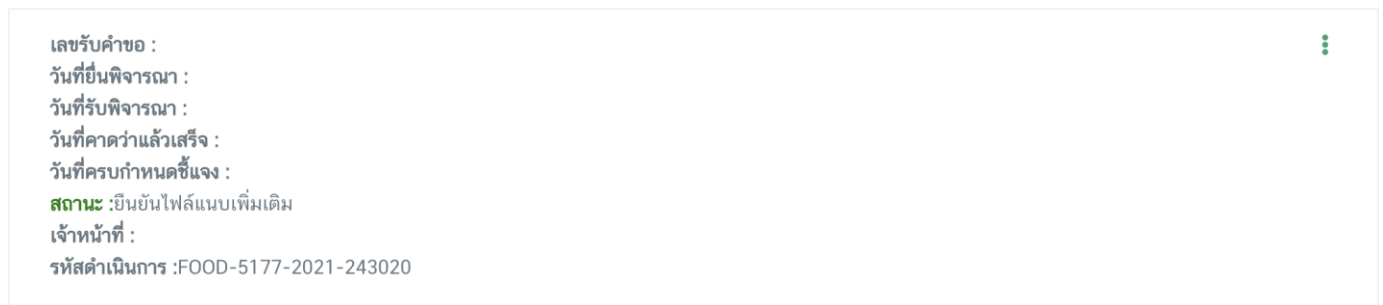 เลขรับคำขอ :
วันที่ยื่นพิจารณา :
วันที่รับพิจารณา :
วันที่คาดว่าแล้วเสร็จ :
วันที่ครบกำหนดชี้แจง :
สถานะ :ยืนยันไฟล์แนบเพิ่มเติม
เจ้าหน้าที่ :
รหัสดำเนินการ :FOOD-5177-2021-243020